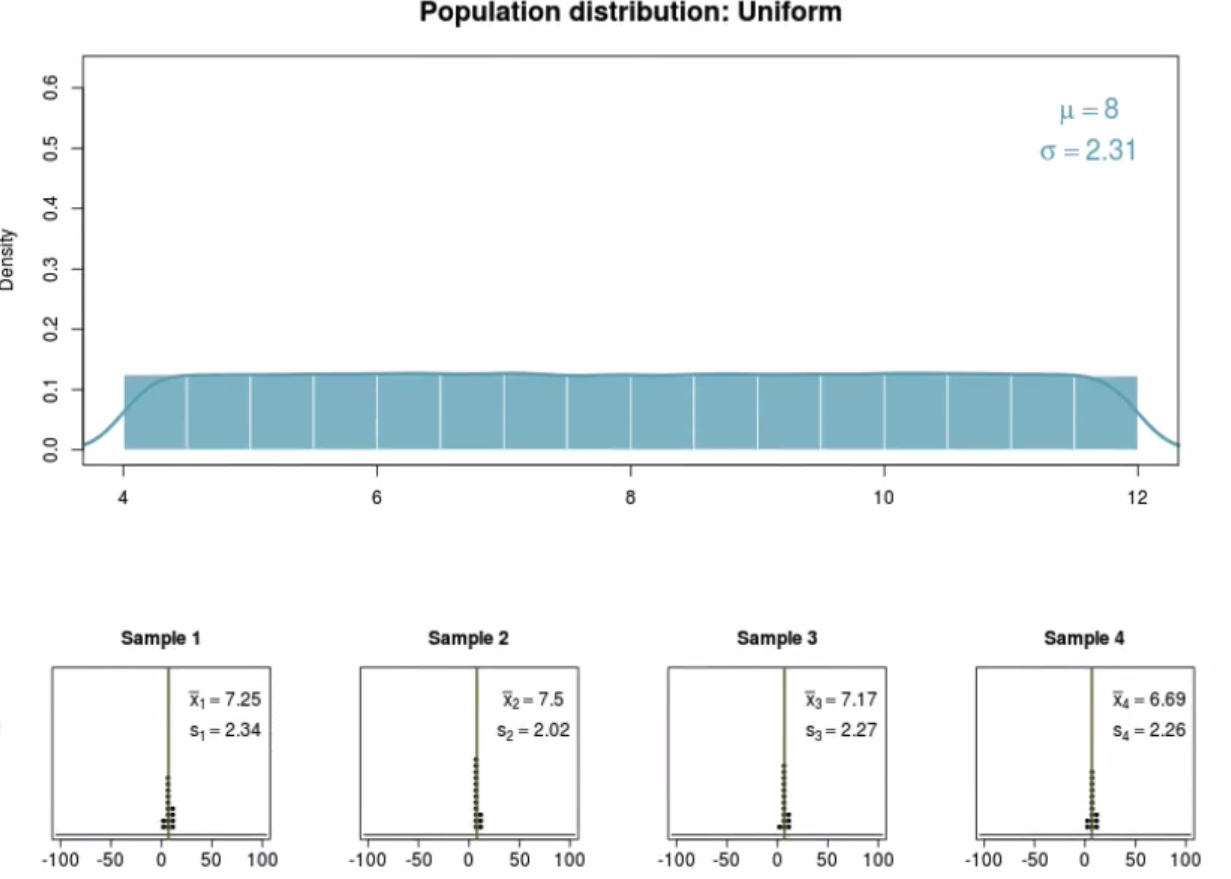 Population distribution: Uniform
μ = 8
σ = 2.31
Density
0.6
0.5
0.4
0.3
0.2
0.1
0.0
4 6 8 10 12
Sample 1 Sample 2 Sample 3 Sample 4
x̅₁ = 7.25 x̅₂ = 7.5 x̅₃ = 7.17 x̅₄ = 6.69
s₁ = 2.34 s₂ = 2.02 s₃ = 2.27 s₄ = 2.26
-100 -50 0 50 100 -100 -50 0 50 100 -100 -50 0 50 100 -100 -50 0 50 100